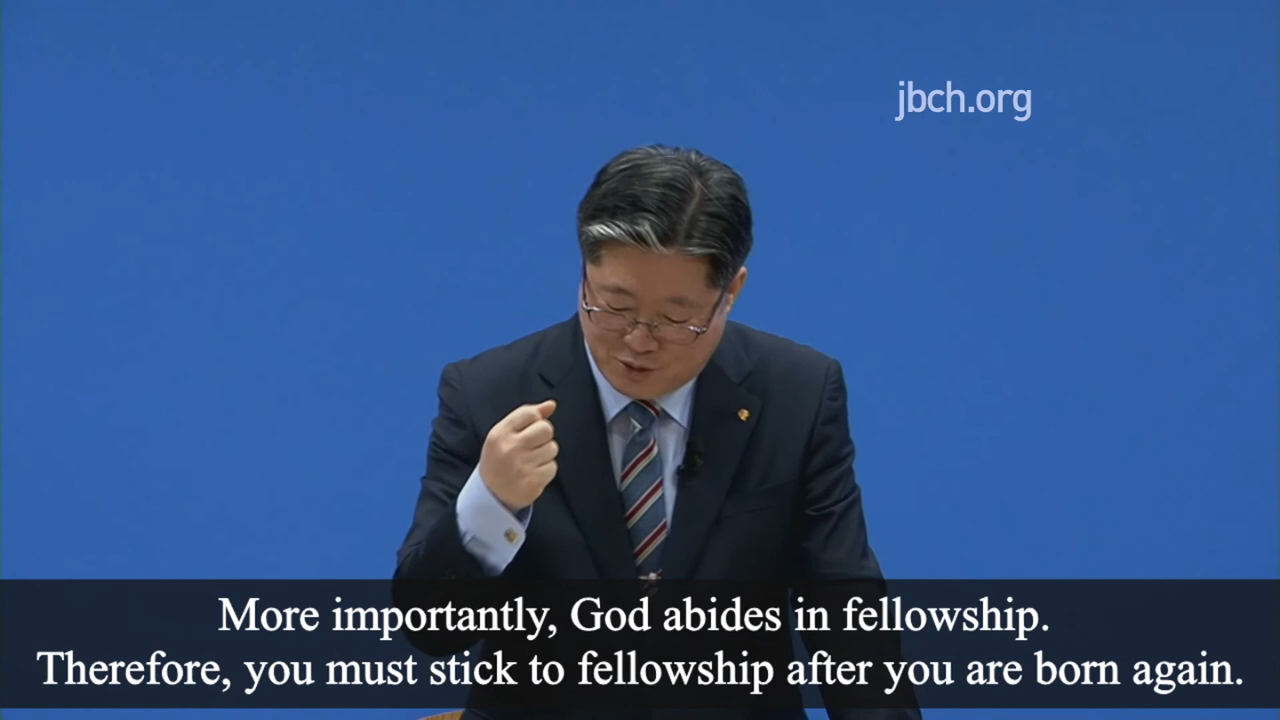 jbch.org
More importantly, God abides in fellowship.
Therefore, you must stick to fellowship after you are born again.